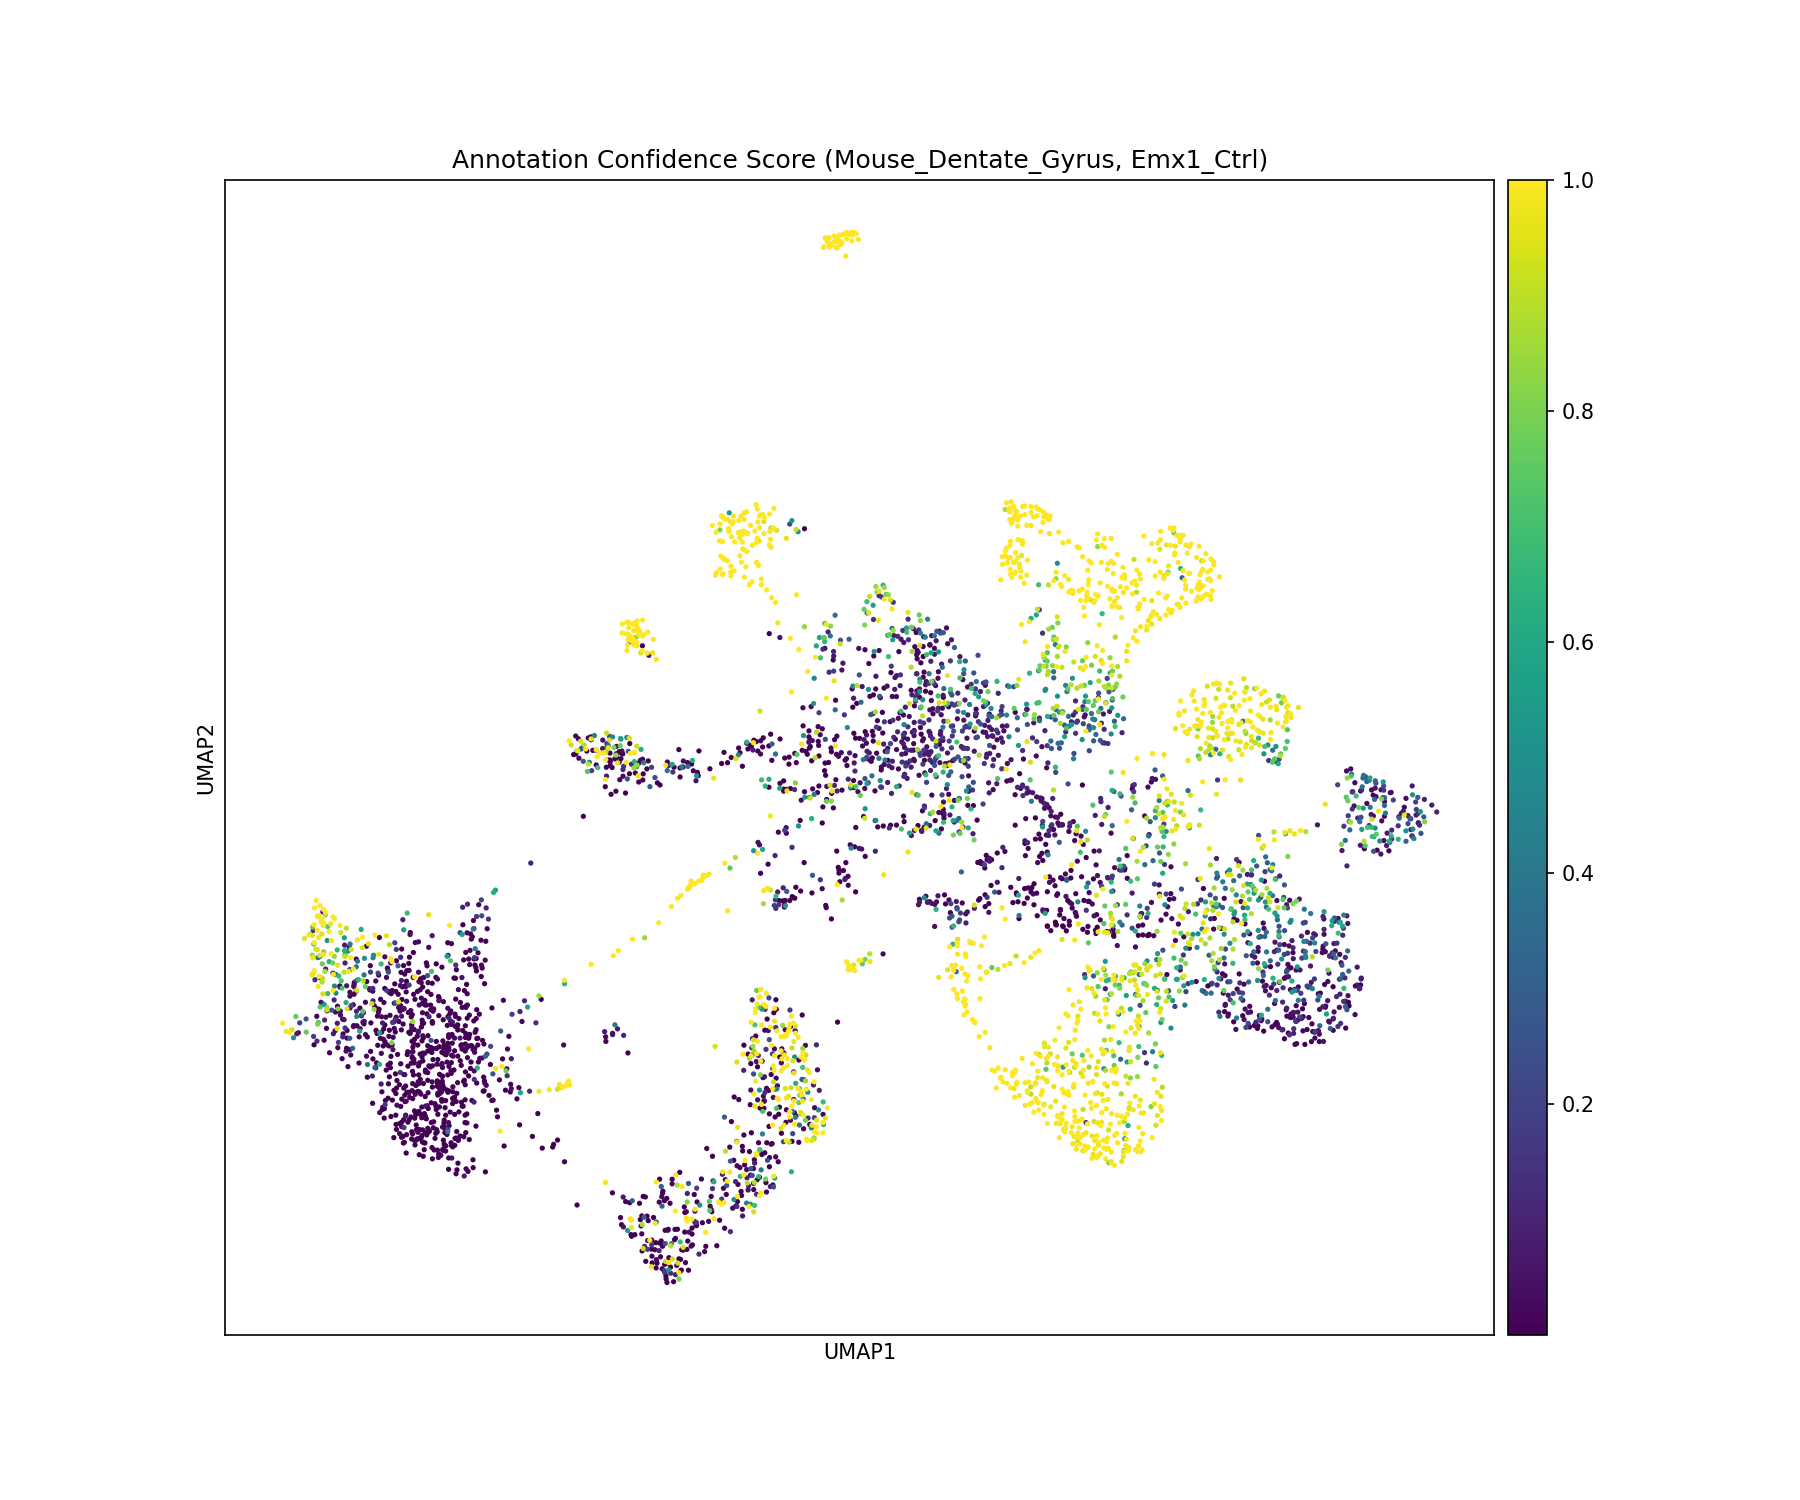 Annotation Confidence Score (Mouse_Dentate_Gyrus, Emx1_Ctrl)
1.0
0.8
0.6
0.4
0.2
UMAP2
UMAP1